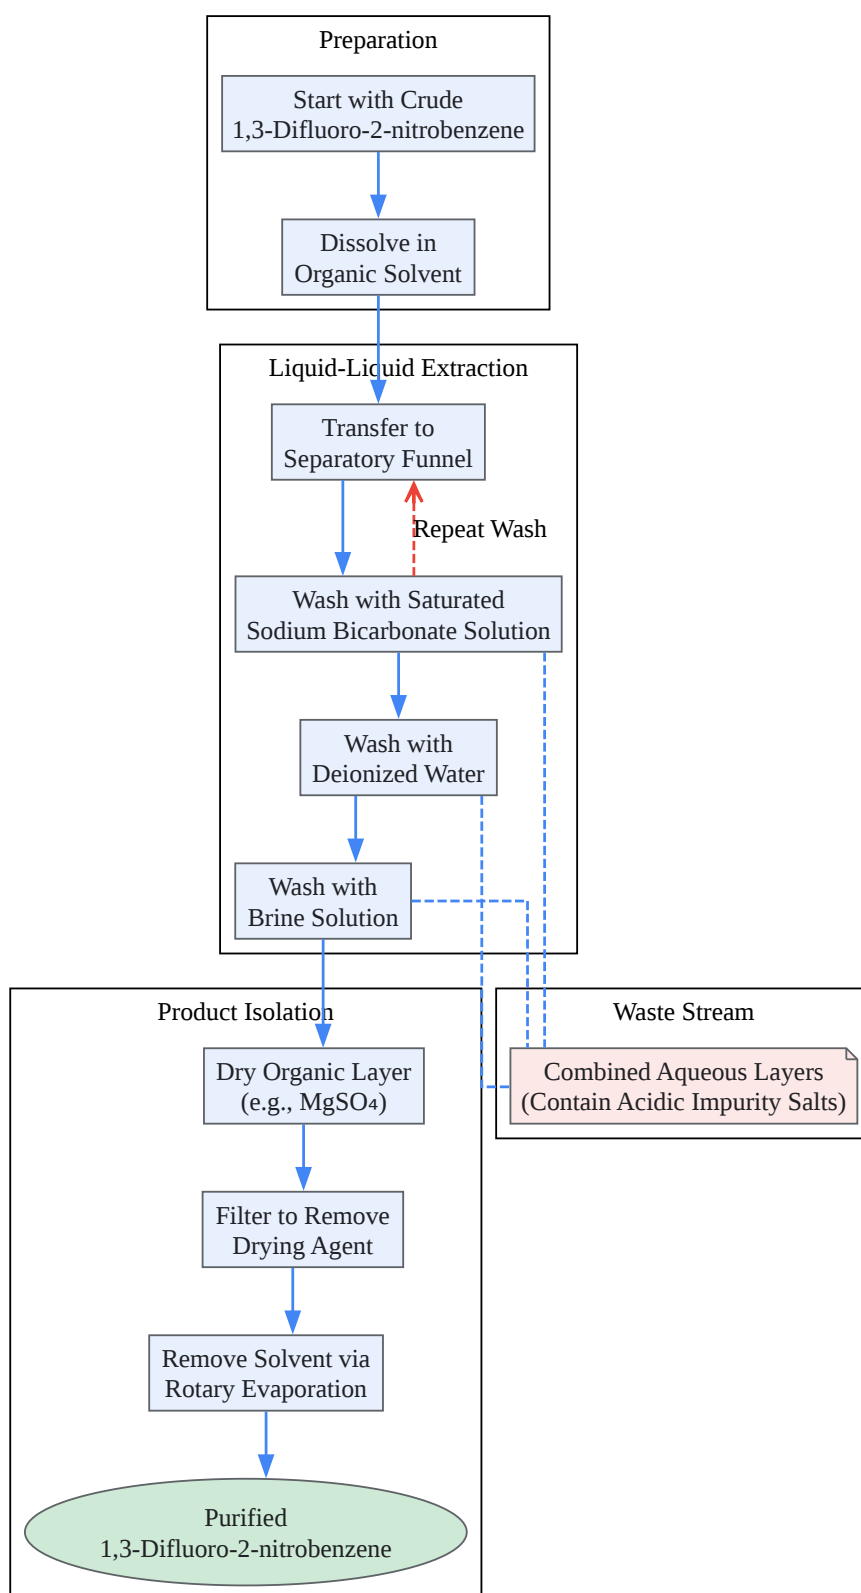 Preparation
Start with Crude
1,3-Difluoro-2-nitrobenzene
Dissolve in
Organic Solvent
Liquid-Liquid Extraction
Transfer to
Separatory Funnel
Repeat Wash
Wash with Saturated
Sodium Bicarbonate Solution
Wash with
Deionized Water
Wash with
Brine Solution
Product Isolation
Dry Organic Layer
(e.g., MgSO₄)
Filter to Remove
Drying Agent
Remove Solvent via
Rotary Evaporation
Purified
1,3-Difluoro-2-nitrobenzene
Waste Stream
Combined Aqueous Layers
(Contain Acidic Impurity Salts)